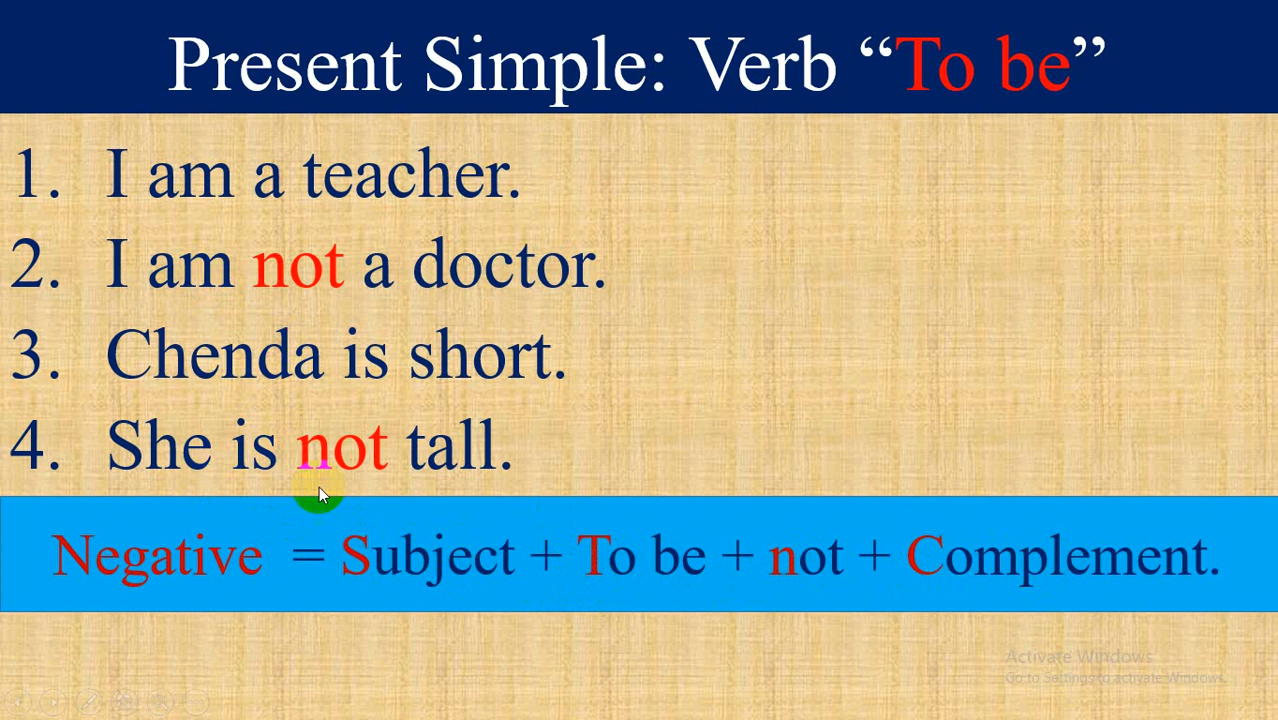 Present Simple: Verb “To be”
1. I am a teacher.
2. I am not a doctor.
3. Chenda is short.
4. She is not tall.
Negative = Subject + To be + not + Complement.
Activate Windows
Go to Settings to activate Windows.